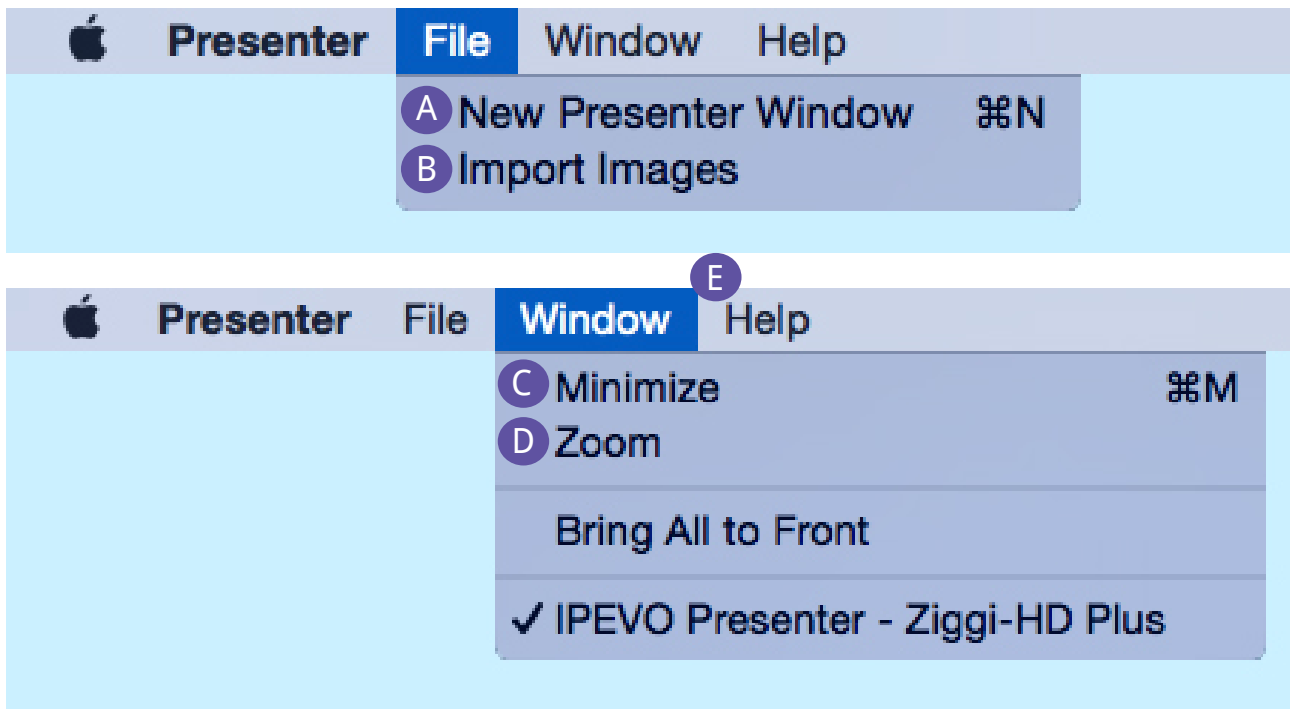 Presenter File Window Help
A New Presenter Window ⌘N
B Import Images
E
Presenter File Window Help
C Minimize ⌘M
D Zoom
Bring All to Front
✓ IPEVO Presenter - Ziggi-HD Plus